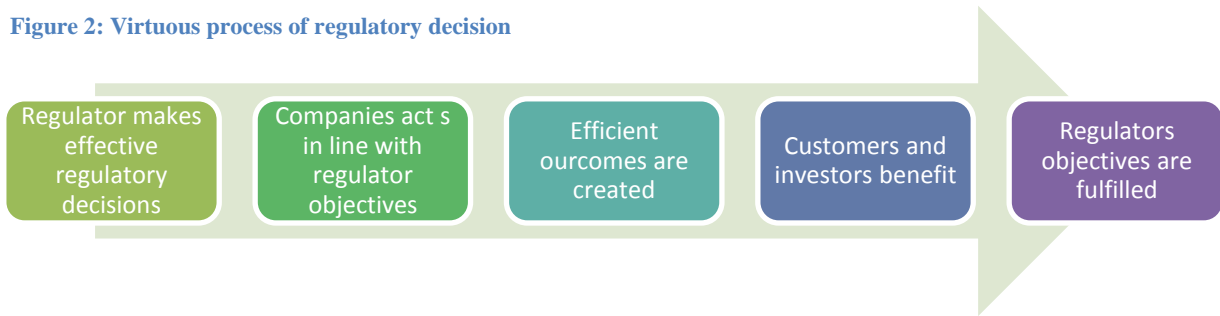 Figure 2: Virtuous process of regulatory decision
Regulator makes
effective
regulatory
decisions
Companies act s
in line with
regulator
objectives
Efficient
ourcomes are
created
Customers and
investors benefit
Regulators
objectives are
fulfilled